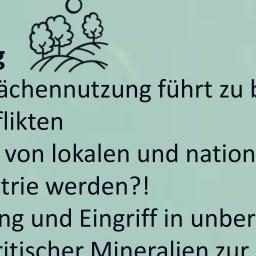 g
ächennutzung führt zu b
flikten
von lokalen und nation
trie werden?!
ng und Eingriff in unber
ritischer Mineralien zur